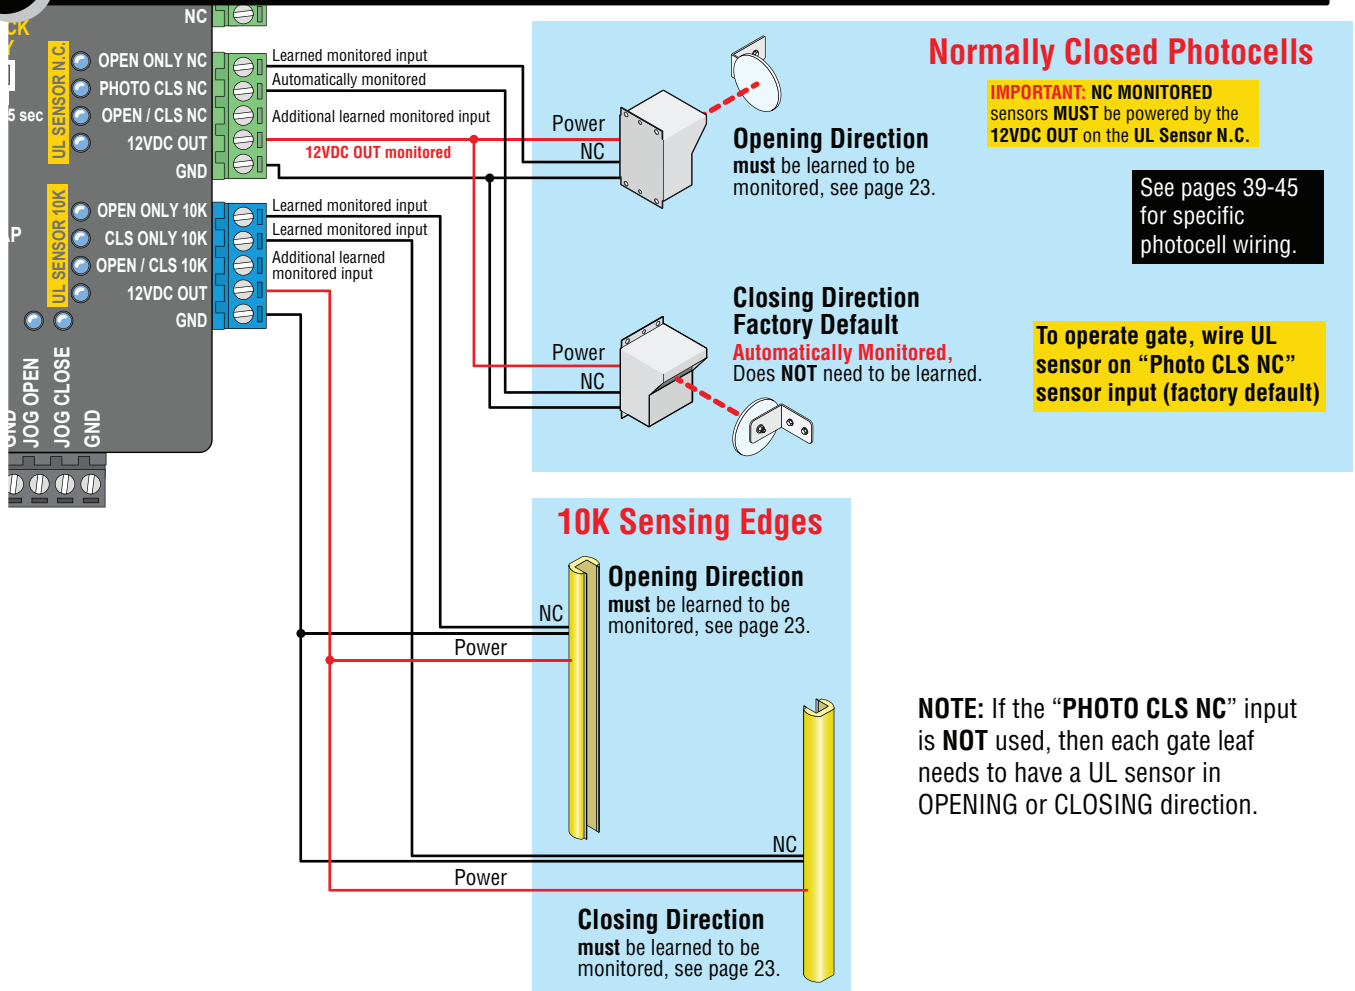 NC
CK
Y
5 sec
AP
UL SENSOR N.C.
OPEN ONLY NC
PHOTO CLS NC
OPEN / CLS NC
12VDC OUT
GND
UL SENSOR 10K
OPEN ONLY 10K
CLS ONLY 10K
OPEN / CLS 10K
12VDC OUT
GND
GND
JOG OPEN
JOG CLOSE
GND
Learned monitored input
Automatically monitored
Additional learned monitored input
12VDC OUT monitored
Learned monitored input
Learned monitored input
Additional learned
monitored input
Normally Closed Photocells
IMPORTANT: NC MONITORED
sensors MUST be powered by the
12VDC OUT on the UL Sensor N.C.
Power
NC
Opening Direction
must be learned to be
monitored, see page 23.
See pages 39-45
for specific
photocell wiring.
Closing Direction
Factory Default
Automatically Monitored,
Does NOT need to be learned.
Power
NC
To operate gate, wire UL
sensor on “Photo CLS NC”
sensor input (factory default)
10K Sensing Edges
Opening Direction
must be learned to be
monitored, see page 23.
NC
Power
NC
Power
Closing Direction
must be learned to be
monitored, see page 23.
NOTE: If the “PHOTO CLS NC” input
is NOT used, then each gate leaf
needs to have a UL sensor in
OPENING or CLOSING direction.